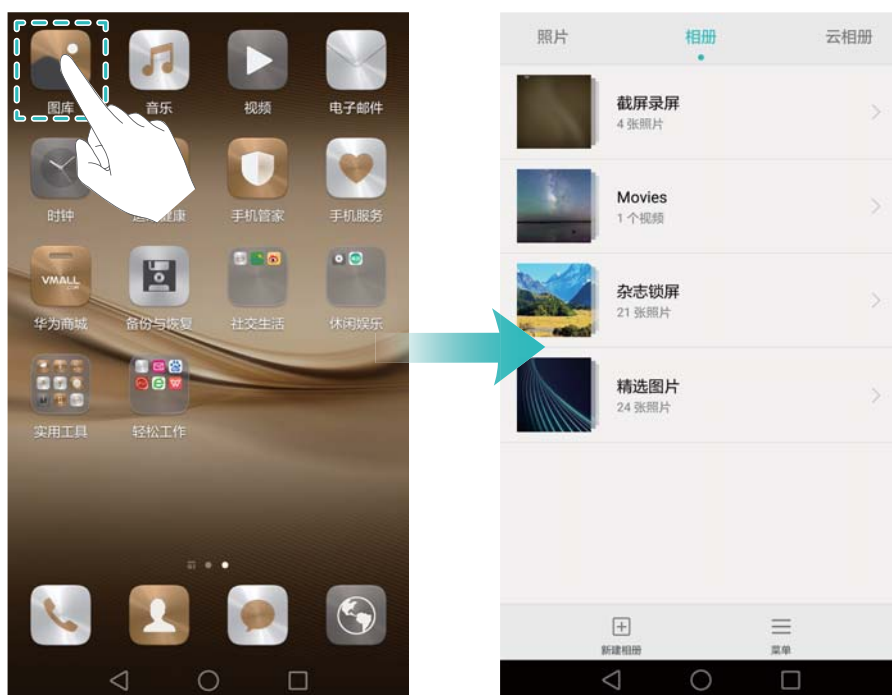 图库
音乐
视频
电子邮件
时钟
健康
手机管家
手机服务
VMALL
.COM
华为商城
备份与恢复
社交生活
休闲娱乐
实用工具
轻松工作
照片
相册
云相册
截屏录屏
4 张照片
Movies
1 个视频
杂志锁屏
21 张照片
精选图片
24 张照片
新建相册
菜单